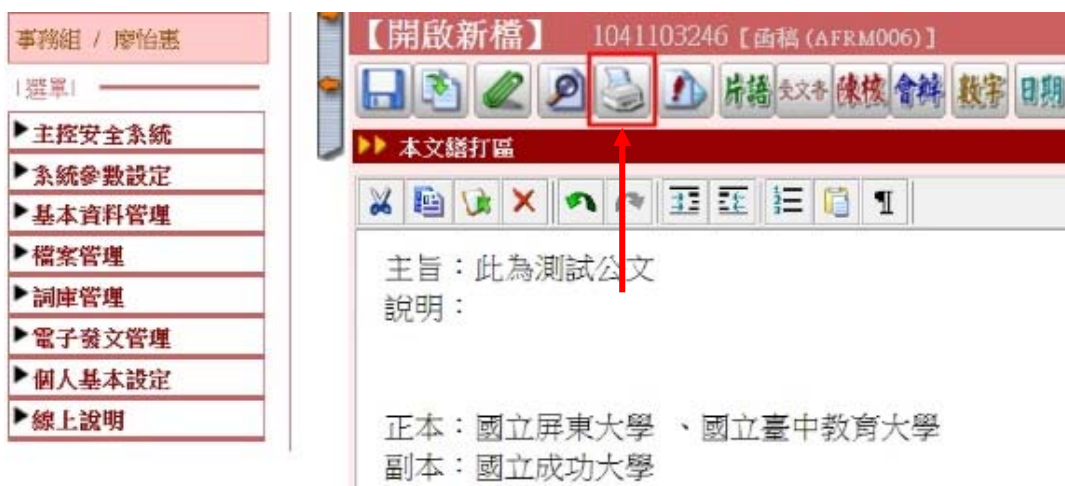 事務組 / 廖怡惠
|選單|
主控安全系統
系統參數設定
基本資料管理
檔案管理
詞庫管理
電子發文管理
個人基本設定
線上說明
【開啟新檔】 1041103246 [函稿(AFRM006)]
片語 受文者 陳核 會辦 數字 日期
本文繕打區
主旨：此為測試公文
說明：
正本：國立屏東大學 、國立臺中教育大學
副本：國立成功大學